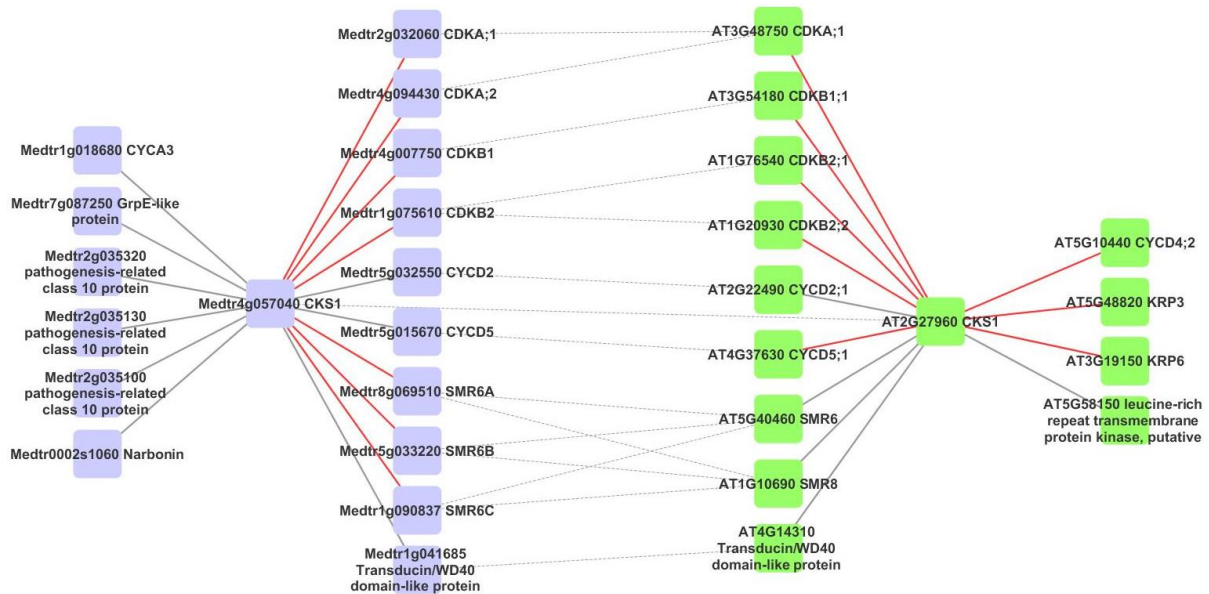 Medtr1g018680 CYCA3
Medtr7g087250 GrpE-like
protein
Medtr2g035320
pathogenesis-related
class 10 protein
Medtr2g035130
pathogenesis-related
class 10 protein
Medtr2g035100
pathogenesis-related
class 10 protein
Medtr0002s1060 Narbonin
Medtr4g057040 CKS1
Medtr2g032060 CDKA;1
Medtr4g094430 CDKA;2
Medtr4g007750 CDKB1
Medtr1g075610 CDKB2
Medtr5g032550 CYCD2
Medtr5g015670 CYCD5
Medtr8g069510 SMR6A
Medtr5g033220 SMR6B
Medtr1g090837 SMR6C
Medtr1g041685
Transducin/WD40
domain-like protein
AT3G48750 CDKA;1
AT3G54180 CDKB1;1
AT1G76540 CDKB2;1
AT1G20930 CDKB2;2
AT2G22490 CYCD2;1
AT4G37630 CYCD5;1
AT5G40460 SMR6
AT1G10690 SMR8
AT4G14310
Transducin/WD40
domain-like protein
AT2G27960 CKS1
AT5G10440 CYCD4;2
AT5G48820 KRP3
AT3G19150 KRP6
AT5G58150 leucine-rich
repeat transmembrane
protein kinase, putative